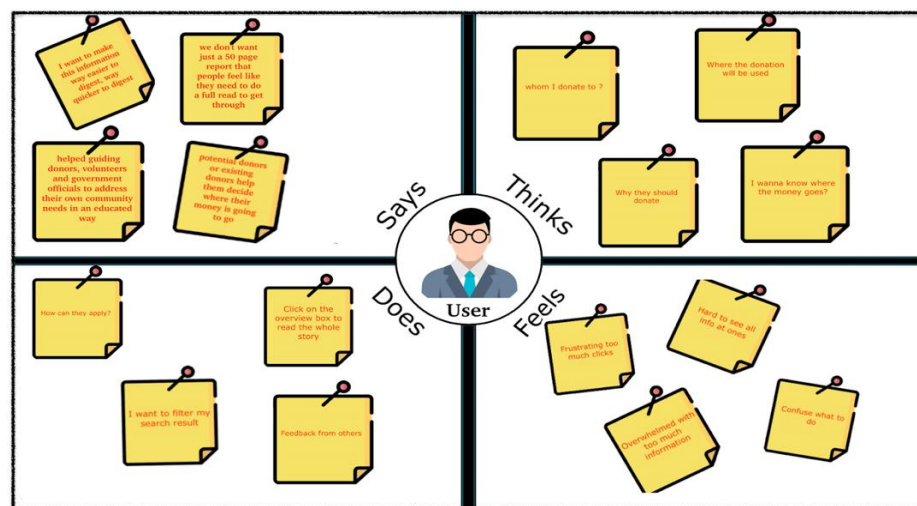 I want to make
this information
way easier to
digest, way
quicker to digest
we don't want
just a 50 page
report that
people feel like
they need to do
a full read to get
through
helped guiding
donors, volunteers
and government
officials to address
their own community
needs in an educated
way
potential donors
or existing
donors help
them decide
where their
money is going
to go
Says
Thinks
whom I donate to ?
Where the donation
will be used
Why they should
donate
I wanna know where
the money goes?
User
Does
Feels
How can they apply?
Click on the
overview box to
read the whole
story
I want to filter my
search result
Feedback from others
Frustrating too
much clicks
Hard to see all
info at ones
Overwhelmed with
too much
information
Confuse what to
do